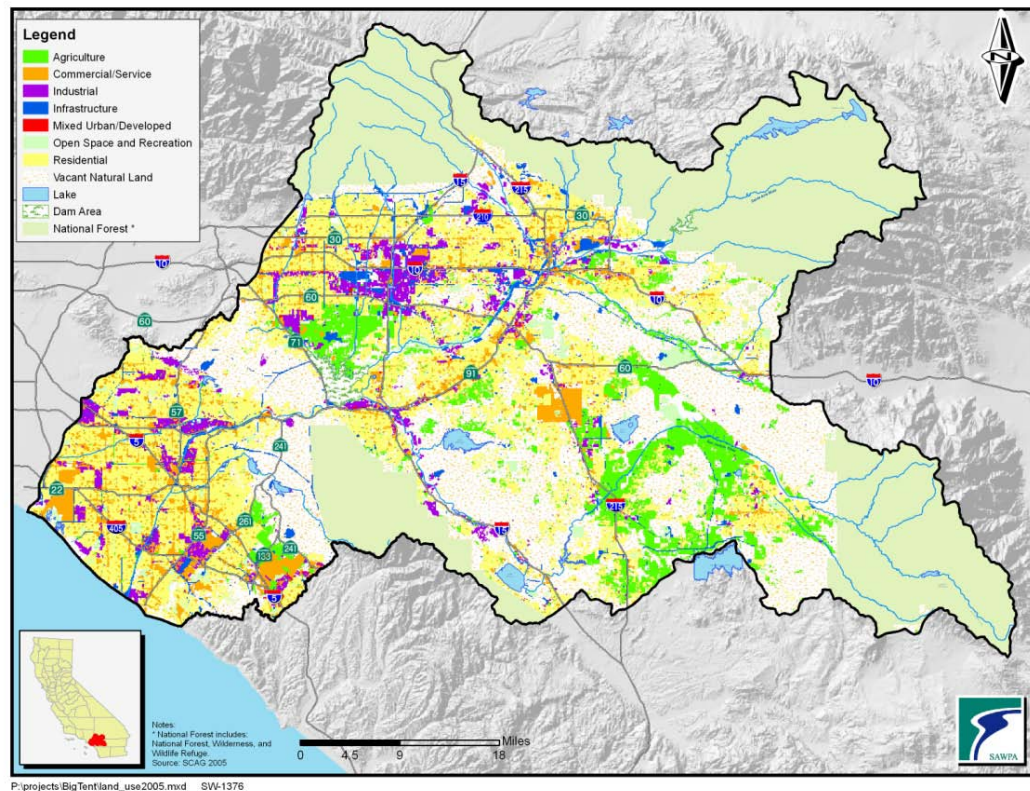 Legend
Agriculture
Commercial/Service
Industrial
Infrastructure
Mixed Urban/Developed
Open Space and Recreation
Residential
Vacant Natural Land
Lake
Dam Area
National Forest *
N
15
215
210
30
30
10
10
60
10
60
71
91
60
10
57
5
241
22
405
55
261
133
241
5
15
215
Notes:
* National Forest includes:
National Forest, Wilderness, and
Wildlife Refuge.
Source: SCAG 2005
Miles
0 4.5 9 18
SAWPA
P:\projects\BigTent\land_use2005.mxd SW-1376